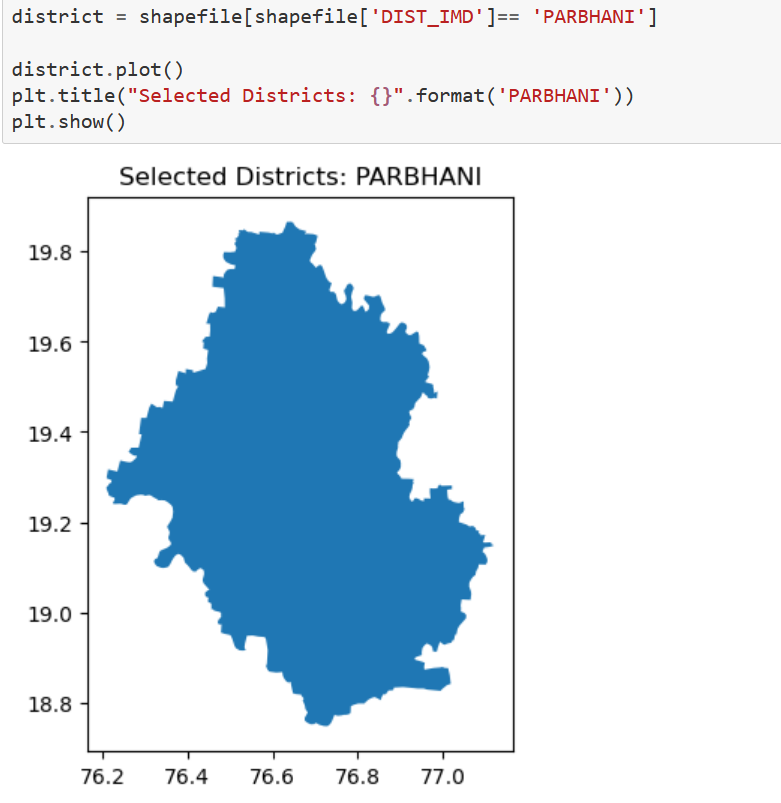 district = shapefile[shapefile['DIST_IMD']== 'PARBHANI']
district.plot()
plt.title("Selected Districts: {}".format('PARBHANI'))
plt.show()
Selected Districts: PARBHANI
19.8
19.6
19.4
19.2
19.0
18.8
76.2 76.4 76.6 76.8 77.0